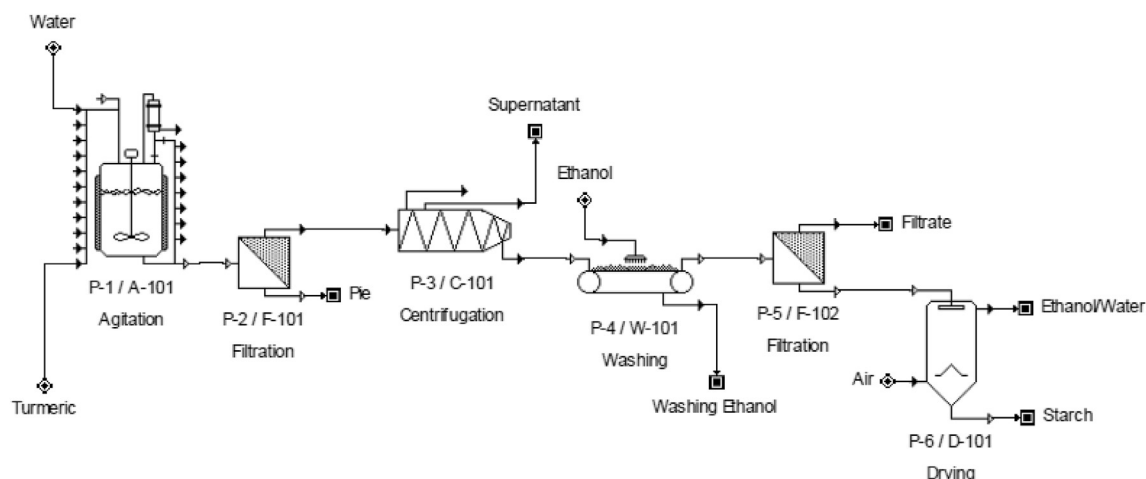 Water
Supernatant
Ethanol
Filtrate
P-1 / A-101
Agitation
Pie
P-2 / F-101
Filtration
P-3 / C-101
Centrifugation
P-4 / W-101
Washing
P-5 / F-102
Filtration
Ethanol/Water
Air
Turmeric
Washing Ethanol
Starch
P-6 / D-101
Drying